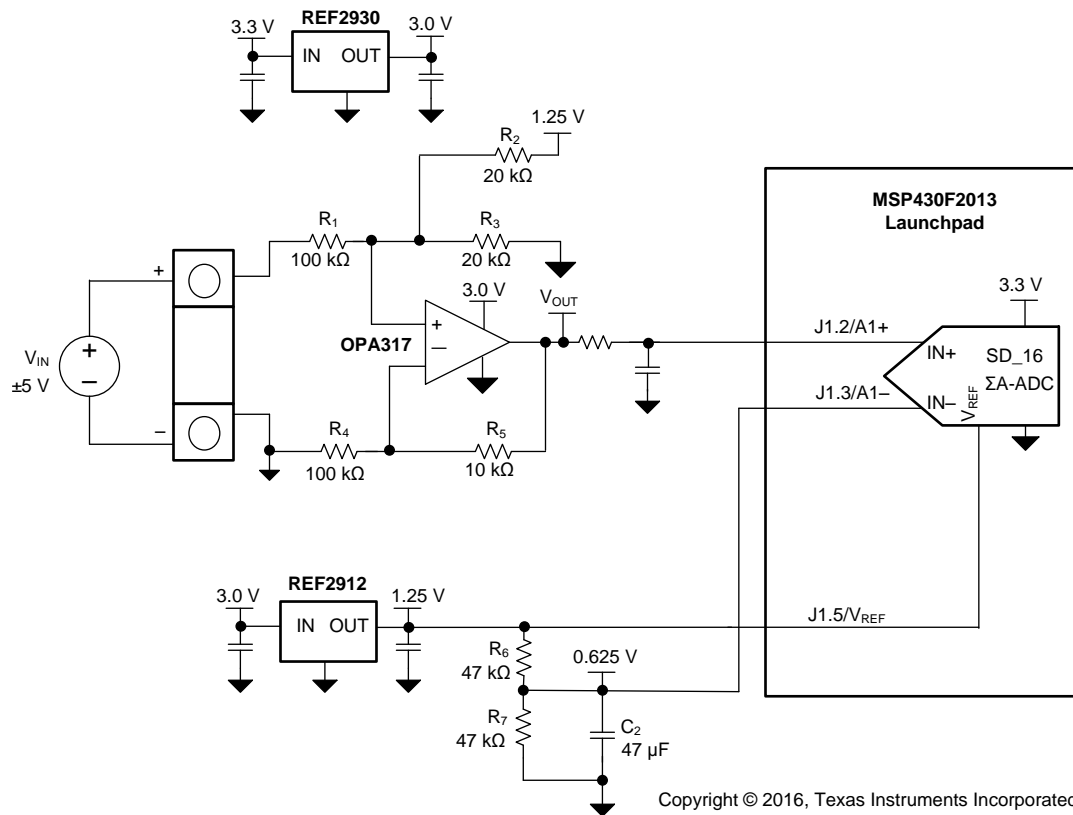 REF2930
3.3 V
3.0 V
IN
OUT
1.25 V
R2
20 kΩ
R1
100 kΩ
R3
20 kΩ
3.0 V
VOUT
+
–
OPA317
+
VIN
+
–
±5 V
–
R4
100 kΩ
R5
10 kΩ
MSP430F2013
Launchpad
3.3 V
J1.2/A1+
IN+
SD_16
ΣA-ADC
J1.3/A1–
IN–
VREF
REF2912
3.0 V
1.25 V
IN
OUT
J1.5/VREF
R6
47 kΩ
0.625 V
R7
47 kΩ
C2
47 µF
Copyright © 2016, Texas Instruments Incorporated